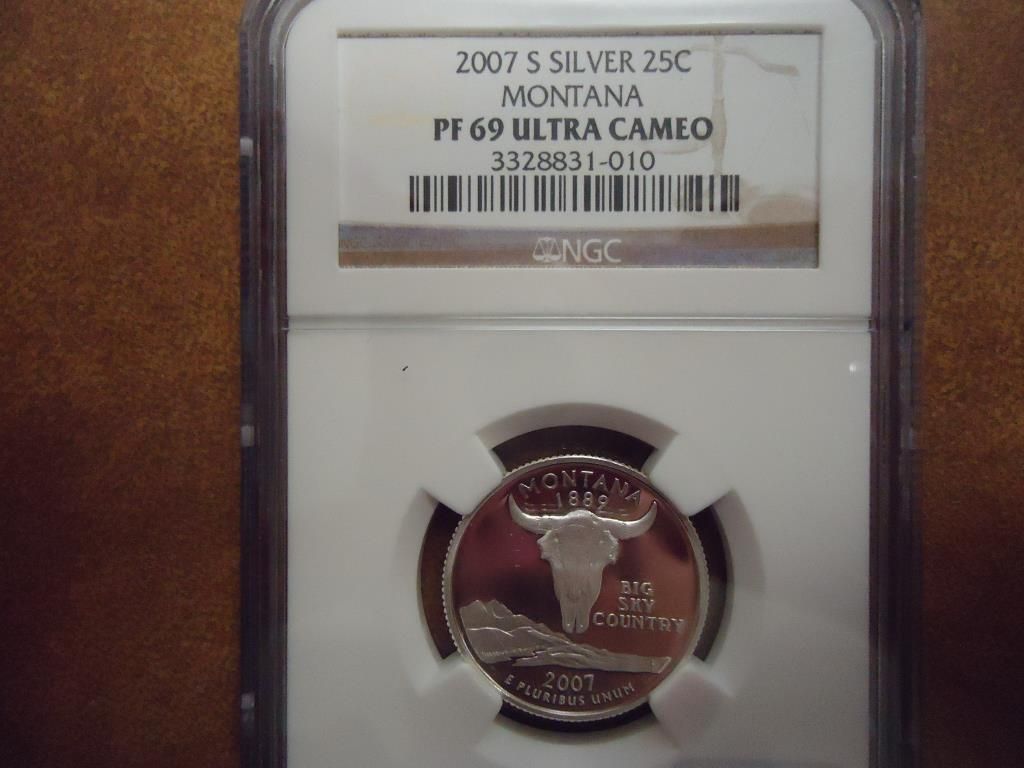 2007 S SILVER 25C
MONTANA
PF 69 ULTRA CAMEO
3328831-010
NGC
MONTANA
1889
BIG
SKY
COUNTRY
2007
E PLURIBUS UNUM